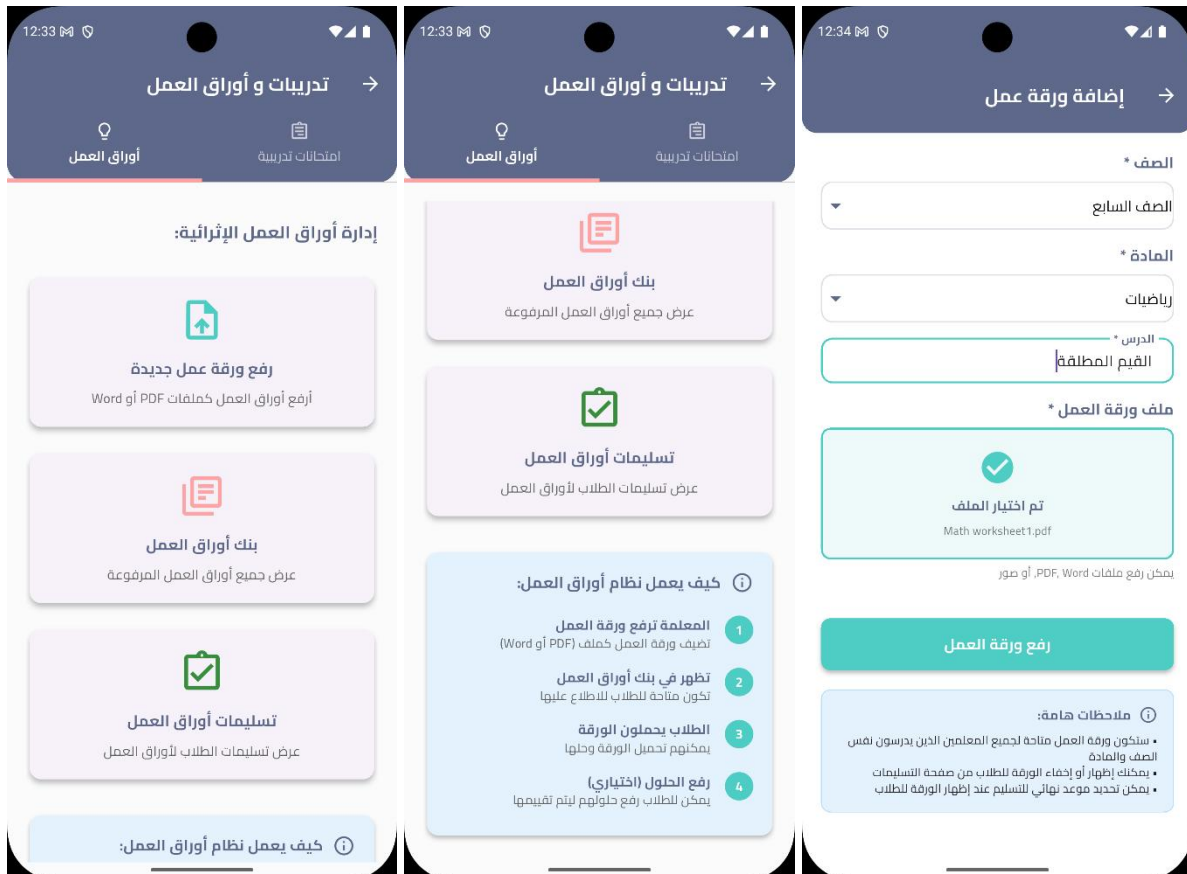 12:33
تدريبات و أوراق العمل
امتحانات تدريبية
أوراق العمل
إدارة أوراق العمل الإثرائية:
رفع ورقة عمل جديدة
أرفع أوراق العمل كملفات PDF أو Word
بنك أوراق العمل
عرض جميع أوراق العمل المرفوعة
تسليمات أوراق العمل
عرض تسليمات الطلاب لأوراق العمل
كيف يعمل نظام أوراق العمل:
12:33
تدريبات و أوراق العمل
امتحانات تدريبية
أوراق العمل
بنك أوراق العمل
عرض جميع أوراق العمل المرفوعة
تسليمات أوراق العمل
عرض تسليمات الطلاب لأوراق العمل
كيف يعمل نظام أوراق العمل:
1 المعلمة ترفع ورقة العمل
تضيف ورقة العمل كملف (PDF أو Word)
2 تظهر في بنك أوراق العمل
تكون متاحة للطلاب للاطلاع عليها
3 الطلاب يحملون الورقة
يمكنهم تحميل الورقة وحلها
4 رفع الحلول (اختياري)
يمكن للطلاب رفع حلولهم ليتم تقييمها
12:34
إضافة ورقة عمل
الصف *
الصف السابع
المادة *
رياضيات
الدرس *
القيم المطلقة
ملف ورقة العمل *
تم اختيار الملف
Math worksheet1.pdf
يمكن رفع ملفات PDF, Word, أو صور
رفع ورقة العمل
ملاحظات هامة:
• ستكون ورقة العمل متاحة لجميع المعلمين الذين يدرسون نفس
الصف والمادة
• يمكنك إظهار أو إخفاء الورقة للطلاب من صفحة التسليمات
• يمكن تحديد موعد نهائي للتسليم عند إظهار الورقة للطلاب